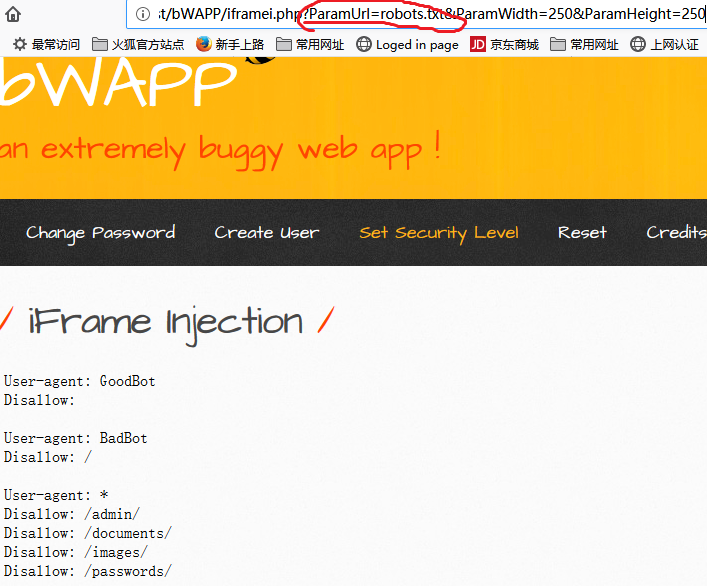 :t/bWAPP/iframei.php?ParamUrl=robots.txt&ParamWidth=250&ParamHeight=250
最常访问 火狐官方站点 新手上路 常用网址 Loged in page JD 京东商城 常用网址 上网认证
bWAPP
an extremely buggy web app !
Change Password Create User Set Security Level Reset Credits
/ iFrame Injection /
User-agent: GoodBot
Disallow:
User-agent: BadBot
Disallow: /
User-agent: *
Disallow: /admin/
Disallow: /documents/
Disallow: /images/
Disallow: /passwords/